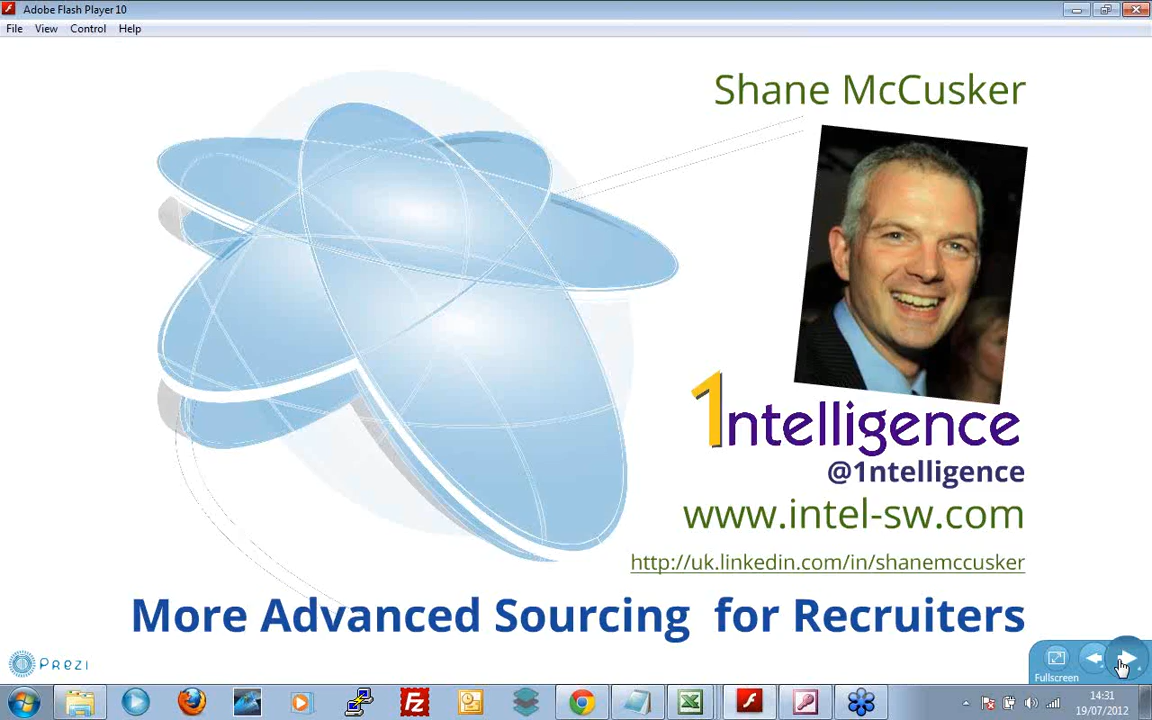 Adobe Flash Player 10
File View Control Help
Shane McCusker
1ntelligence
@1ntelligence
www.intel-sw.com
http://uk.linkedin.com/in/shanemccusker
More Advanced Sourcing for Recruiters
PREZI
Fullscreen
14:31
19/07/2012